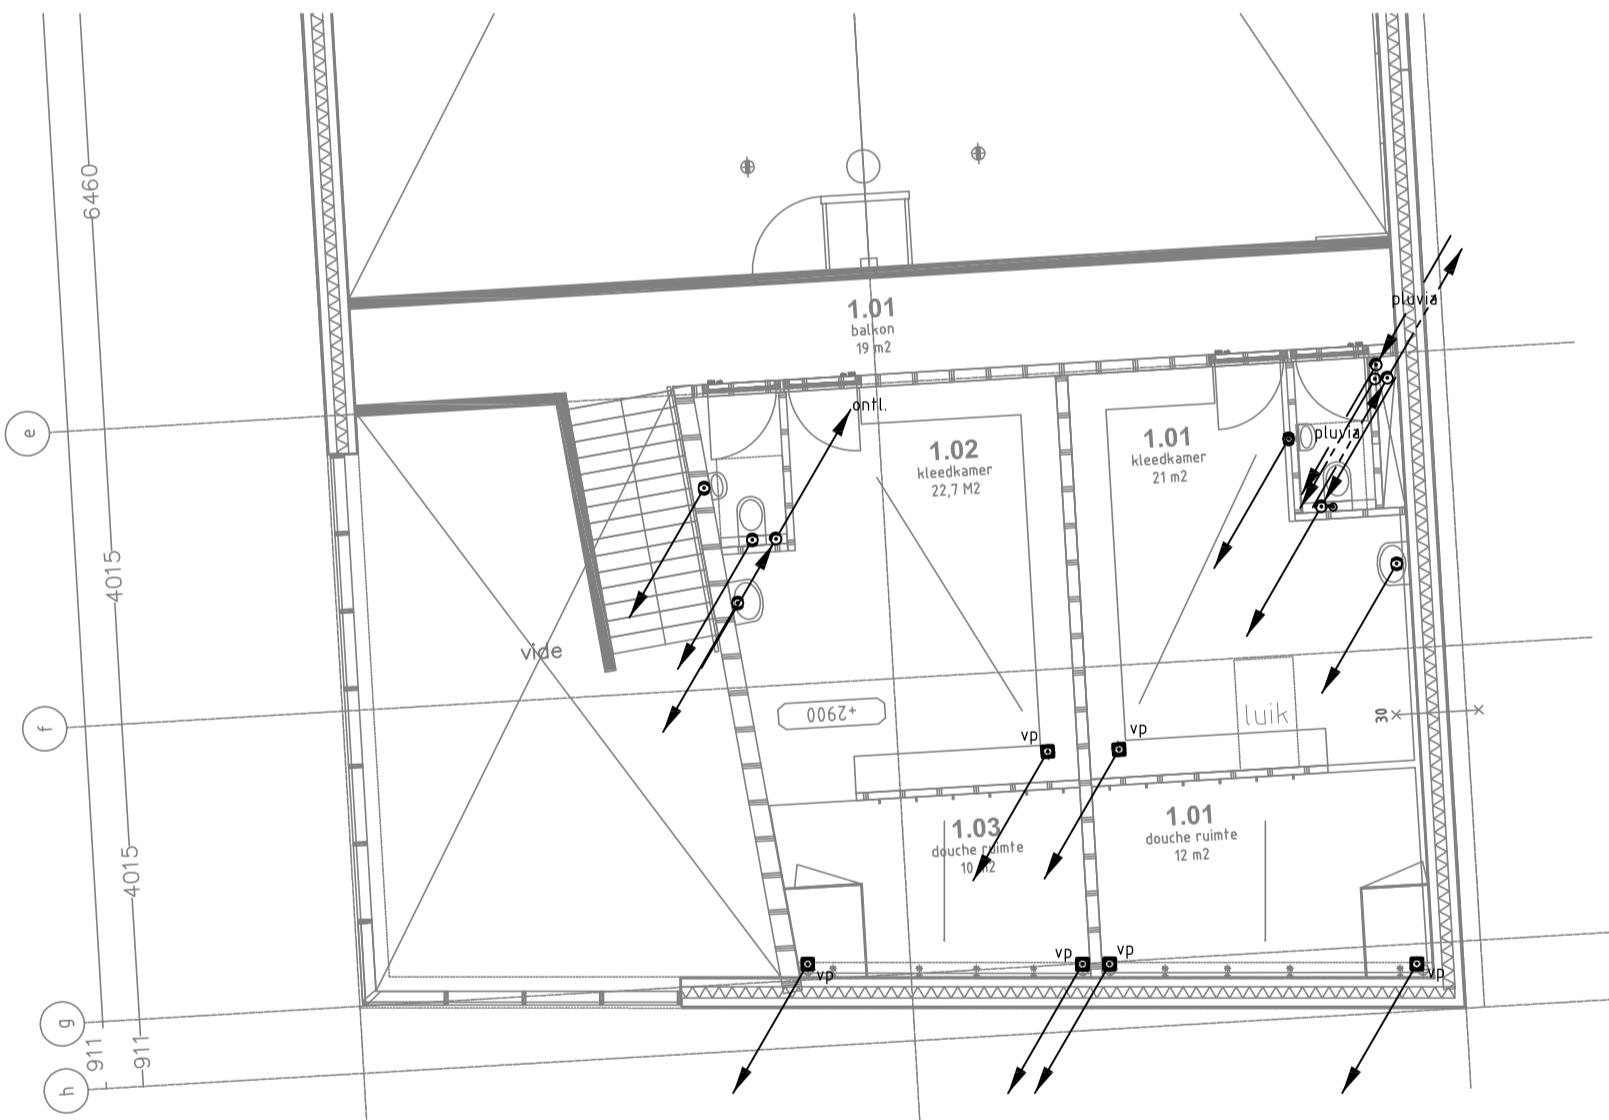 6460
pluvia
1.01
balkon
19 m2
ontl.
e
pluvia
1.02
kleedkamer
22,7 M2
1.01
kleedkamer
21 m2
4015
vide
f
+2900
luik
30
vp
vp
1.03
douche ruimte
10 m2
1.01
douche ruimte
12 m2
4015
vp
vp
vp
vp
g
911
911
h